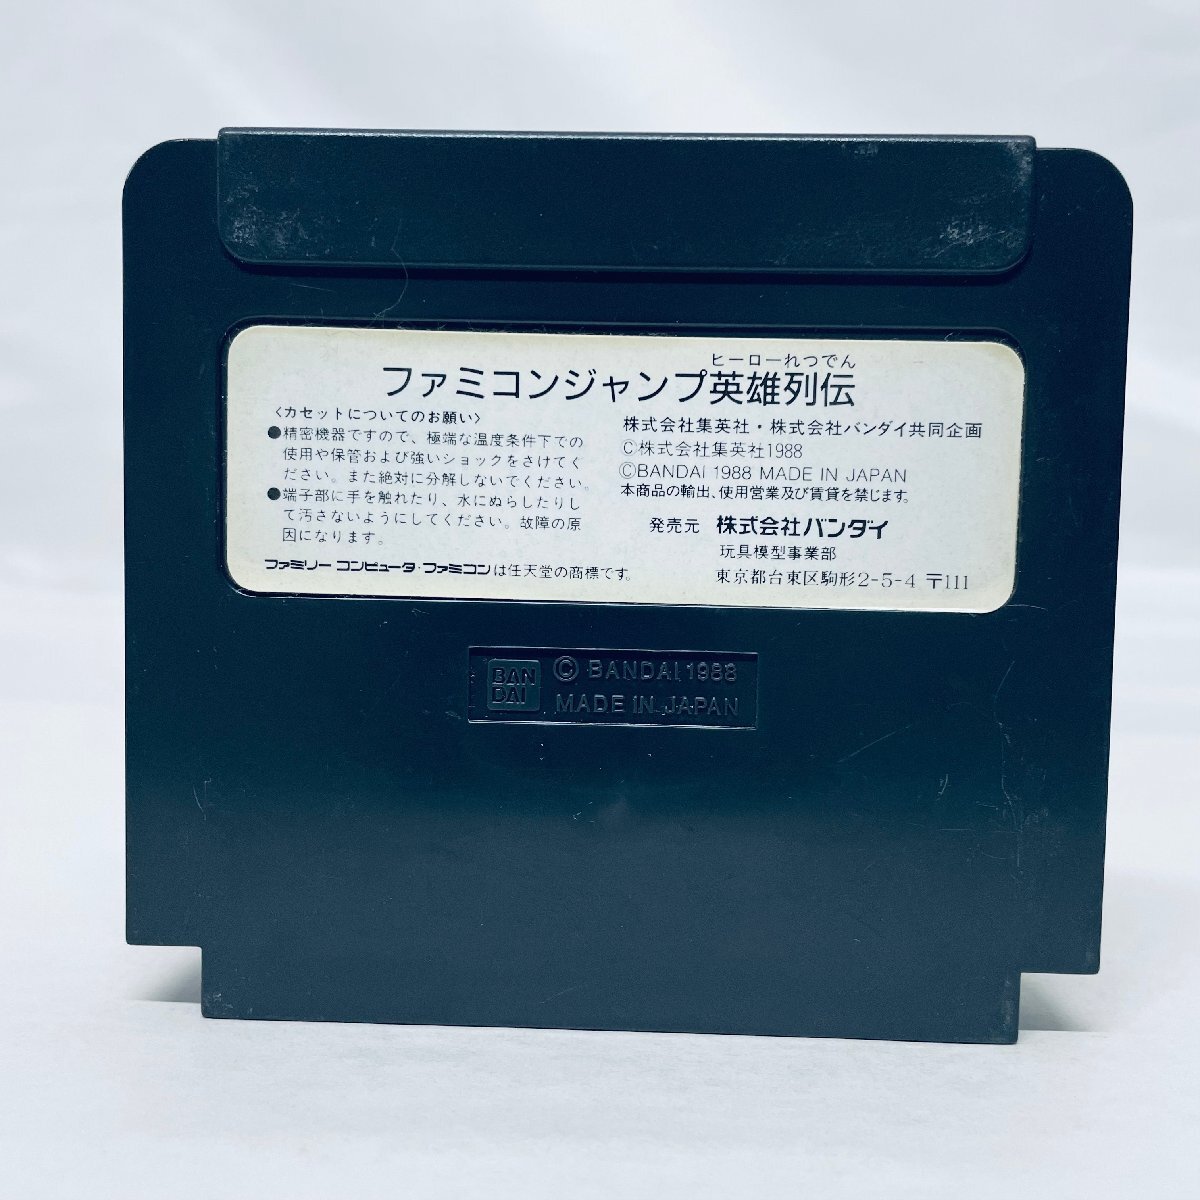 ヒーローれつでん
ファミコンジャンプ英雄列伝
〈カセットについてのお願い〉
●精密機器ですので、極端な温度条件下での
使用や保管および強いショックをさけてく
ださい。また絶対に分解しないでください。
●端子部に手を触れたり、水にぬらしたりし
て汚さないようにしてください。故障の原
因になります。
ファミリーコンピュータ・ファミコンは任天堂の商標です。
株式会社集英社・株式会社バンダイ共同企画
©株式会社集英社1988
©BANDAI 1988 MADE IN JAPAN
本商品の輸出、使用営業及び賃貸を禁じます。
発売元 株式会社バンダイ
玩具模型事業部
東京都台東区駒形2-5-4 〒111
BAN
DAI
© BANDAI 1988
MADE IN JAPAN